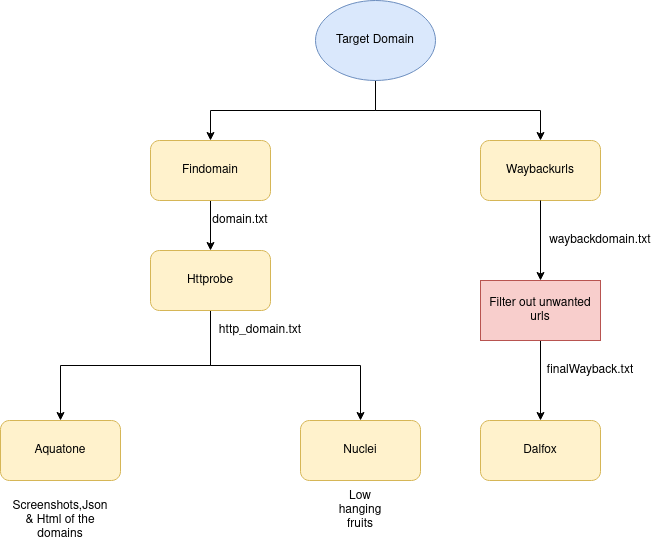 Target Domain
Findomain
Waybackurls
domain.txt
waybackdomain.txt
Httprobe
Filter out unwanted
urls
http_domain.txt
finalWayback.txt
Aquatone
Nuclei
Dalfox
Screenshots,Json
& Html of the
domains
Low
hanging
fruits